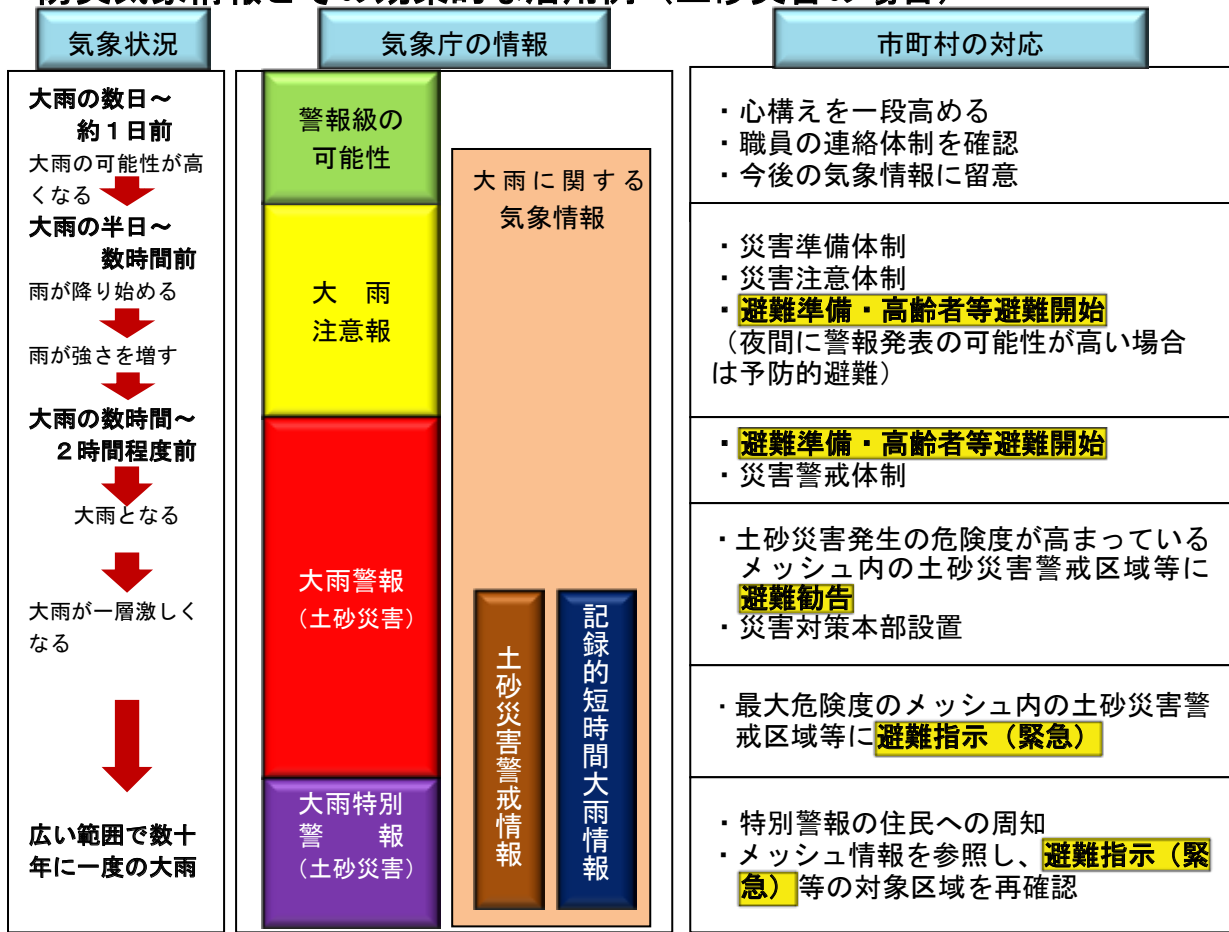 気象状況
気象庁の情報
市町村の対応
大雨の数日～
約１日前
大雨の可能性が高
くなる
大雨の半日～
数時間前
雨が降り始める
雨が強さを増す
大雨の数時間～
２時間程度前
大雨となる
大雨が一層激しく
なる
広い範囲で数十
年に一度の大雨
警報級の
可能性
大　雨
注意報
大雨警報
（土砂災害）
大雨特別
警　　報
（土砂災害）
大雨に関する
気象情報
土砂災害警戒情報
記録的短時間大雨情報
・心構えを一段高める
・職員の連絡体制を確認
・今後の気象情報に留意
・災害準備体制
・災害注意体制
・避難準備・高齢者等避難開始
（夜間に警報発表の可能性が高い場合
は予防的避難）
・避難準備・高齢者等避難開始
・災害警戒体制
・土砂災害発生の危険度が高まっている
メッシュ内の土砂災害警戒区域等に
避難勧告
・災害対策本部設置
・最大危険度のメッシュ内の土砂災害警
戒区域等に避難指示（緊急）
・特別警報の住民への周知
・メッシュ情報を参照し、避難指示（緊
急）等の対象区域を再確認